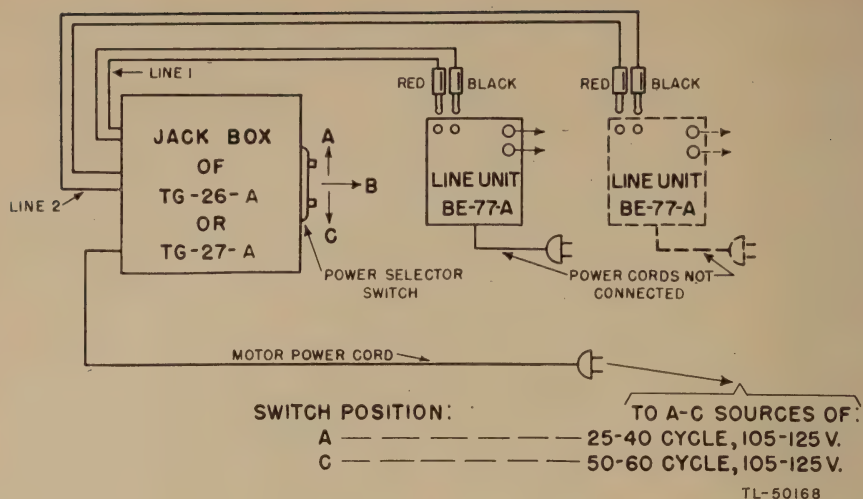 LINE 1
RED
BLACK
RED
BLACK
JACK BOX
OF
TG-26-A
OR
TG-27-A
A
B
C
LINE UNIT
BE-77-A
LINE UNIT
BE-77-A
LINE 2
POWER SELECTOR
SWITCH
POWER CORDS NOT
CONNECTED
MOTOR POWER CORD
SWITCH POSITION:
TO A-C SOURCES OF:
A — — — — — — — 25-40 CYCLE, 105-125 V.
C — — — — — — — 50-60 CYCLE, 105-125 V.
TL-50168